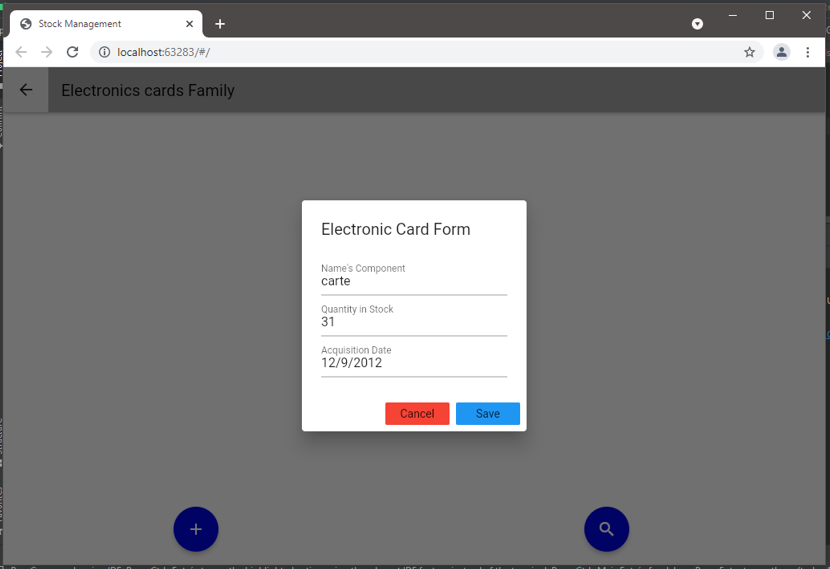 Stock Management
localhost:63283/#/
Electronics cards Family
Electronic Card Form
Name's Component
carte
Quantity in Stock
31
Acquisition Date
12/9/2012
Cancel
Save